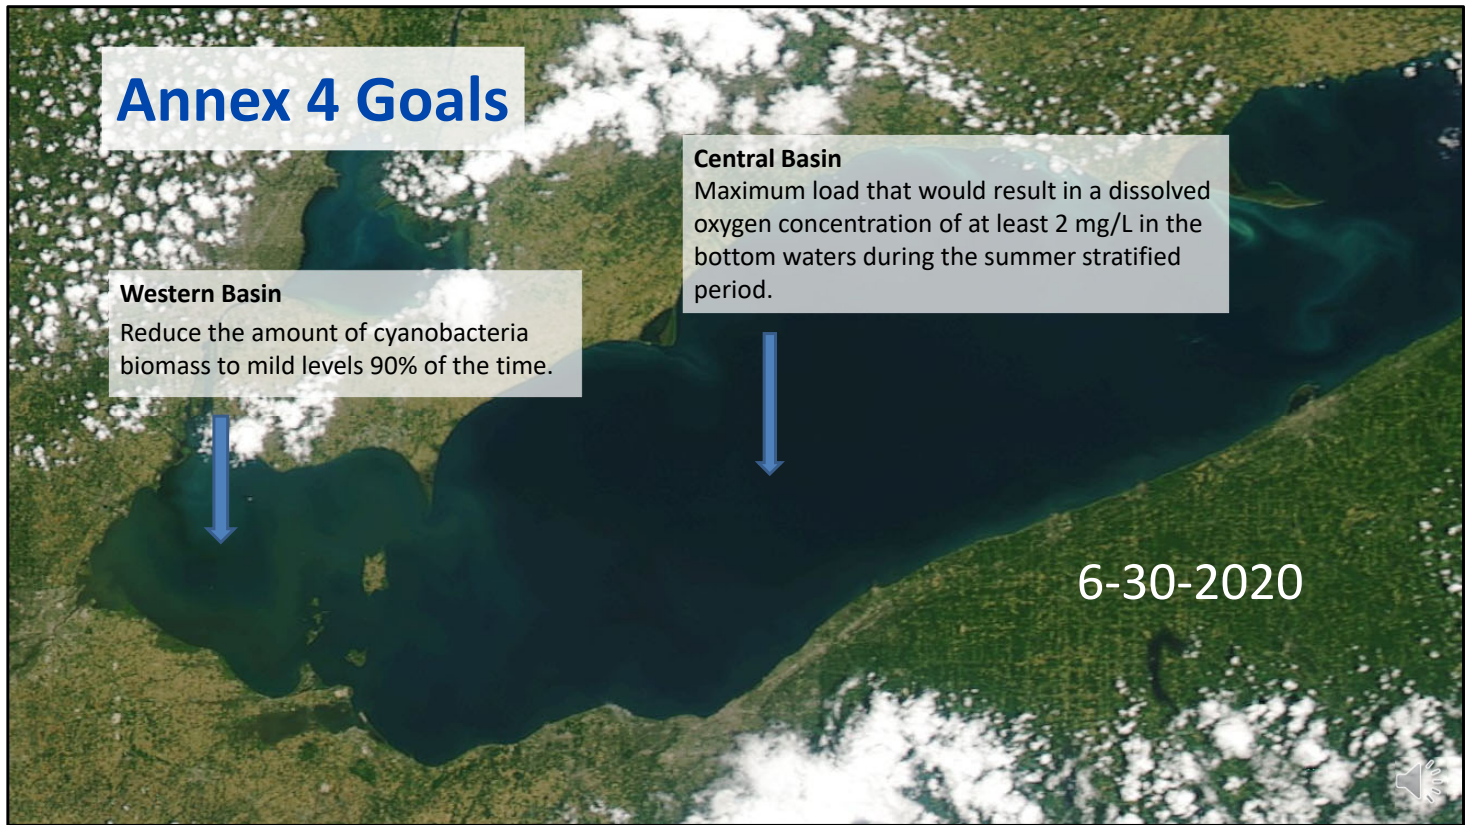 Annex 4 Goals
Central Basin
Maximum load that would result in a dissolved
oxygen concentration of at least 2 mg/L in the
bottom waters during the summer stratified
period.
Western Basin
Reduce the amount of cyanobacteria
biomass to mild levels 90% of the time.
6-30-2020